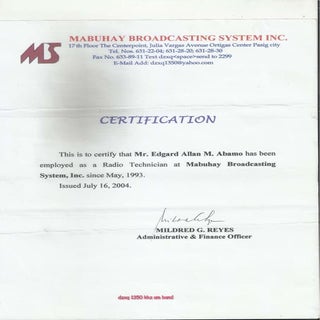 MBS
MABUHAY BROADCASTING SYSTEM INC.
17 th Floor The Centerpoint, Julia Vargas Avenue Ortigas Center Pasig city
Tel. Nos. 631-22-04; 631-28-20; 631-28-30
Fax No. 633-89-11 Text dzxq<space>send to 2299
E-Mail Add: dzxq1350@yahoo.com
CERTIFICATION
This is to certify that Mr. Edgard Allan M. Abamo has been
employed as a Radio Technician at Mabuhay Broadcasting
System, Inc. since May, 1993.
Issued July 16, 2004.
MILDRED G. REYES
Administrative & Finance Officer
dzxq 1350 khz am band